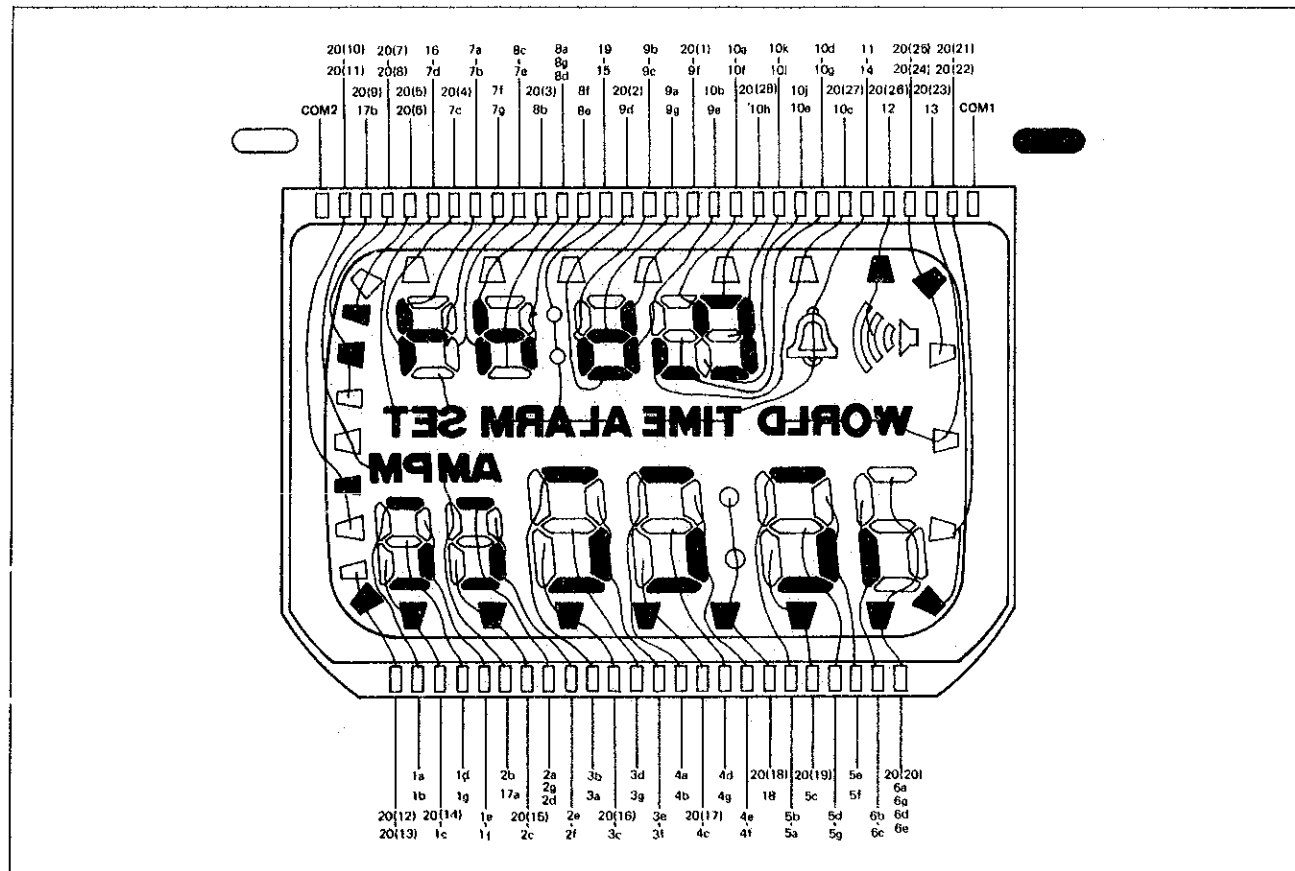 20(10) 20(7) 16 7a 8c 8a 19 9b 20(1) 10a 10k 10d 11 20(25) 20(21)
8g
20(11) 20(8) 7d 7b 7e 8d 15 9c 9f 10f 10i 10g 14 20(24) 20(22)
20(9) 20(5) 20(4) 7f 20(3) 8f 20(2) 9a 10b 20(28) 10j 20(27) 20(26) 20(23)
COM2 17b 20(6) 7c 7g 8b 8e 9d 9g 9e 10h 10e 10c 12 13 COM1
WORLD TIME ALARM SET
AM PM
1a 1d 2b 2a 3b 3d 4a 4d 20(18) 20(19) 5e 20(20)
2g 6a
1b 1g 17a 2d 3a 3g 4b 4g 18 5c 5f 6g
20(12) 20(14) 1e 20(15) 2e 20(16) 3e 20(17) 4e 5b 5d 6b 6d
20(13) 1c 1f 2c 2f 3c 3f 4c 4f 5a 5g 6c 6e